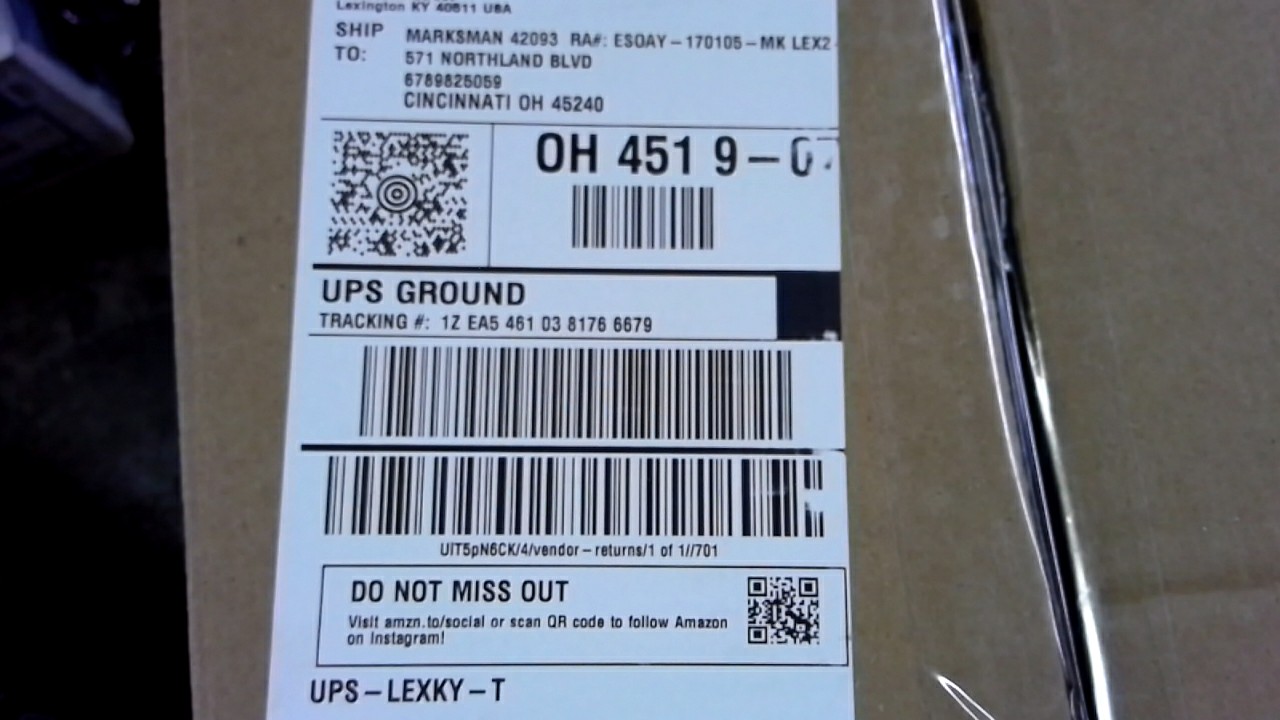 Lexington KY 40511 USA
SHIP TO:
MARKSMAN 42093 RA#: ESOAY-170105-MK LEX2
571 NORTHLAND BLVD
6789825059
CINCINNATI OH 45240
OH 451 9-0
UPS GROUND
TRACKING #: 1Z EA5 461 03 8176 6679
UiT5pN6CK/4/vendor-returns/1 of 1//701
DO NOT MISS OUT
Visit amzn.to/social or scan QR code to follow Amazon
on Instagram!
UPS-LEXKY-T